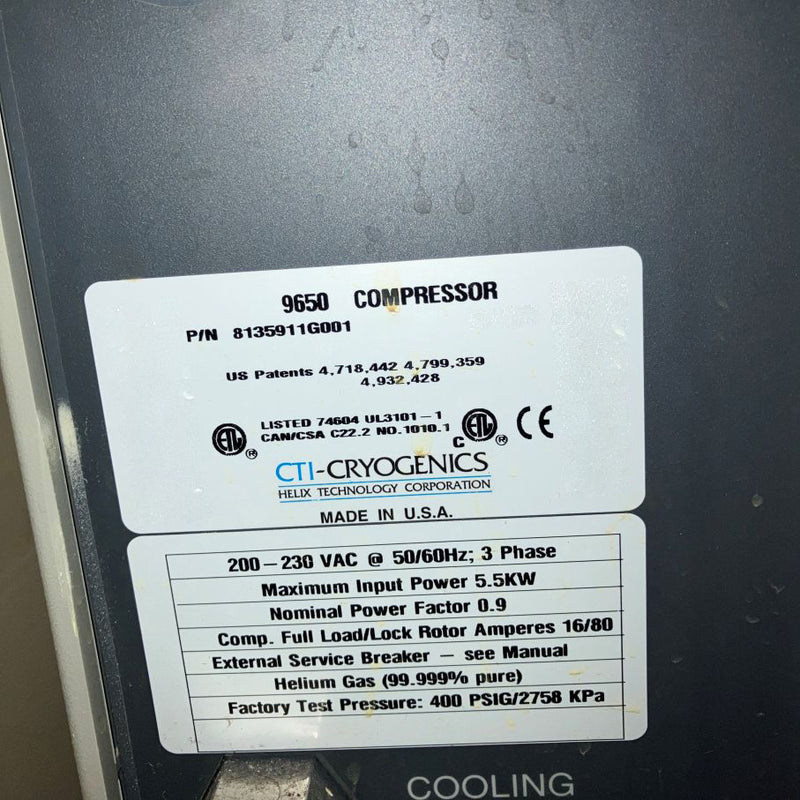 9650 COMPRESSOR
P/N 8135911G001
US Patents 4,718,442 4,799,359
4,932,428
ETL ® LISTED 74604 UL3101-1
CAN/CSA C22.2 NO.1010.1 C ETL ® CE
CTI-CRYOGENICS
HELIX TECHNOLOGY CORPORATION
MADE IN U.S.A.
200-230 VAC @ 50/60Hz; 3 Phase
Maximum Input Power 5.5KW
Nominal Power Factor 0.9
Comp. Full Load/Lock Rotor Amperes 16/80
External Service Breaker — see Manual
Helium Gas (99.999% pure)
Factory Test Pressure: 400 PSIG/2758 KPa
COOLING